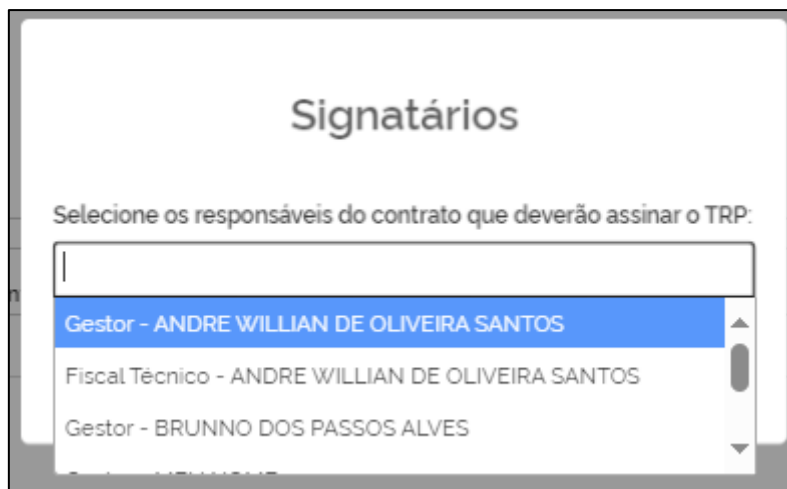 Signatários
Selecione os responsáveis do contrato que deverão assinar o TRP:
Gestor - ANDRE WILLIAN DE OLIVEIRA SANTOS
Fiscal Técnico - ANDRE WILLIAN DE OLIVEIRA SANTOS
Gestor - BRUNNO DOS PASSOS ALVES